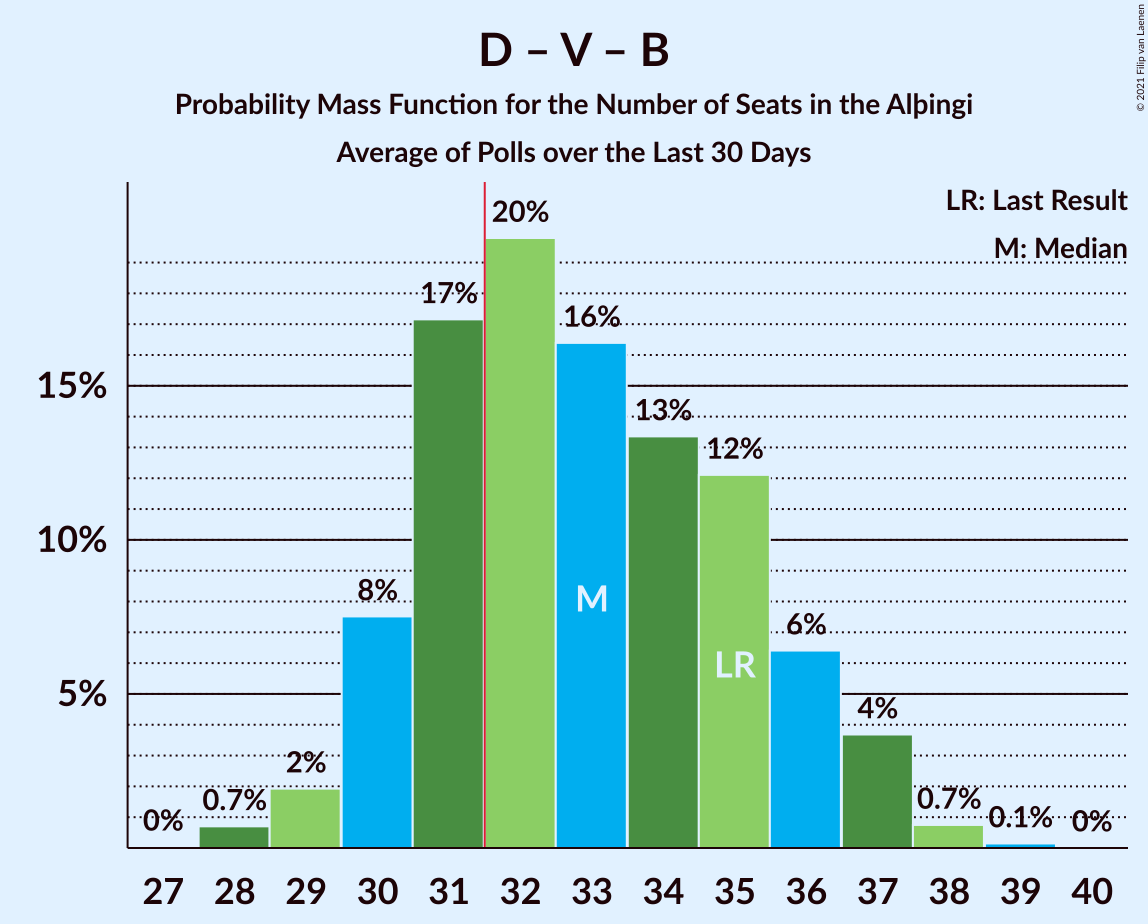 D – V – B
Probability Mass Function for the Number of Seats in the Alþingi
Average of Polls over the Last 30 Days
© 2021 Filip van Laenen
LR: Last Result
M: Median
20%
17%
16%
15%
13%
12%
10%
8%
M
6%
LR
5%
4%
2%
0%
0.7%
0.7%
0.1%
0%
27 28 29 30 31 32 33 34 35 36 37 38 39 40